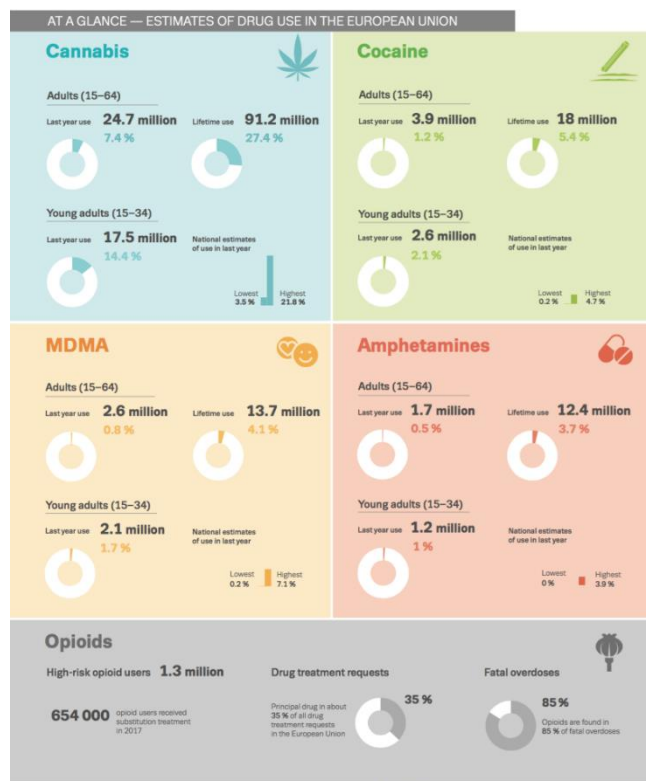 AT A GLANCE — ESTIMATES OF DRUG USE IN THE EUROPEAN UNION
Cannabis
Adults (15–64)
Last year use 24.7 million
7.4 %
Lifetime use 91.2 million
27.4 %
Young adults (15–34)
Last year use 17.5 million
14.4 %
National estimates
of use in last year
Lowest
3.5 %
Highest
21.8 %
Cocaine
Adults (15–64)
Last year use 3.9 million
1.2 %
Lifetime use 18 million
5.4 %
Young adults (15–34)
Last year use 2.6 million
2.1 %
National estimates
of use in last year
Lowest
0.2 %
Highest
4.7 %
MDMA
Adults (15–64)
Last year use 2.6 million
0.8 %
Lifetime use 13.7 million
4.1 %
Young adults (15–34)
Last year use 2.1 million
1.7 %
National estimates
of use in last year
Lowest
0.2 %
Highest
7.1 %
Amphetamines
Adults (15–64)
Last year use 1.7 million
0.5 %
Lifetime use 12.4 million
3.7 %
Young adults (15–34)
Last year use 1.2 million
1 %
National estimates
of use in last year
Lowest
0 %
Highest
3.9 %
Opioids
High-risk opioid users 1.3 million
654 000
opioid users received
substitution treatment
in 2017
Drug treatment requests
Principal drug in about
35 % of all drug
treatment requests
in the European Union
35 %
Fatal overdoses
85 %
Opioids are found in
85 % of fatal overdoses